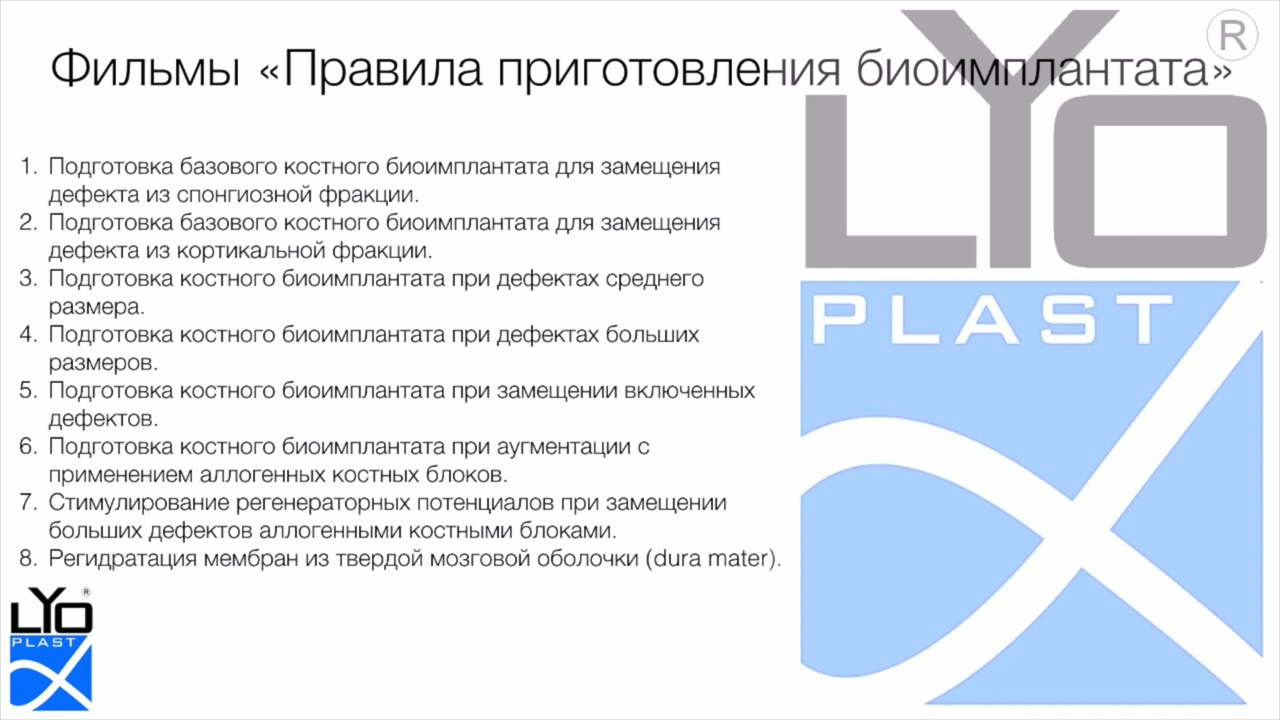 Фильмы «Правила приготовления биоимплантата»
1. Подготовка базового костного биоимплантата для замещения
дефекта из спонгиозной фракции.
2. Подготовка базового костного биоимплантата для замещения
дефекта из кортикальной фракции.
3. Подготовка костного биоимплантата при дефектах среднего
размера.
4. Подготовка костного биоимплантата при дефектах больших
размеров.
5. Подготовка костного биоимплантата при замещении включенных
дефектов.
6. Подготовка костного биоимплантата при аугментации с
применением аллогенных костных блоков.
7. Стимулирование регенераторных потенциалов при замещении
больших дефектов аллогенными костными блоками.
8. Регидратация мембран из твердой мозговой оболочки (dura mater).
LYO ®
PLAST
LYO ®
PLAST